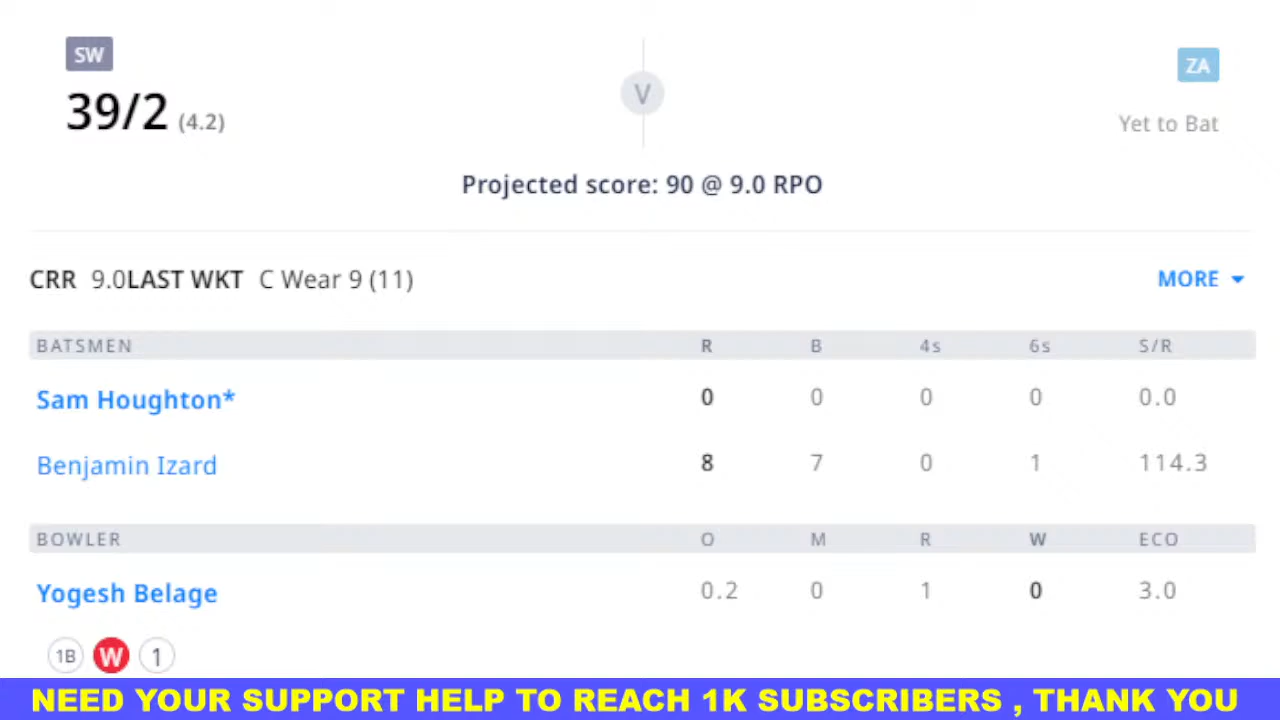 SW
39/2 (4.2)
V
ZA
Yet to Bat
Projected score: 90 @ 9.0 RPO
CRR 9.0LAST WKT C Wear 9 (11)
MORE
BATSMEN R B 4s 6s S/R
Sam Houghton* 0 0 0 0 0.0
Benjamin Izard 8 7 0 1 114.3
BOWLER O M R W ECO
Yogesh Belage 0.2 0 1 0 3.0
1B W 1
NEED YOUR SUPPORT HELP TO REACH 1K SUBSCRIBERS , THANK YOU